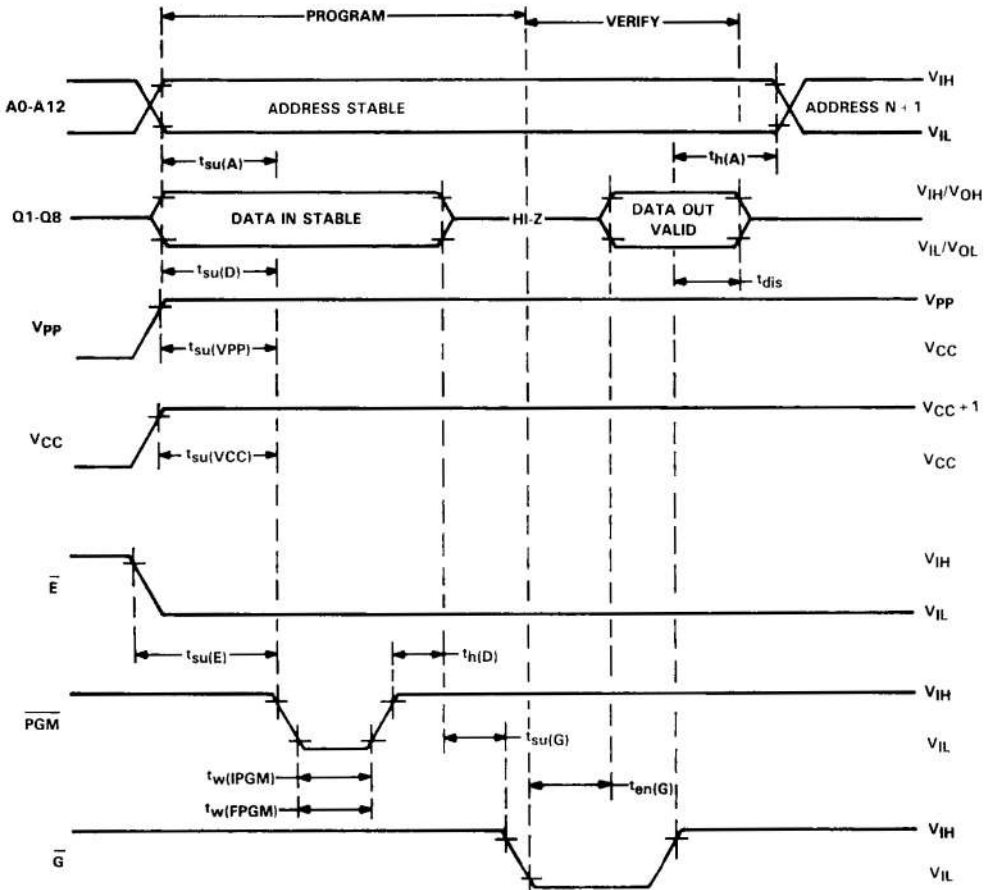 PROGRAM
VERIFY
A0-A12
ADDRESS STABLE
ADDRESS N + 1
VIH
VIL
tsu(A)
th(A)
Q1-Q8
DATA IN STABLE
HI-Z
DATA OUT
VALID
VIH/VOH
VIL/VOL
tsu(D)
tdis
VPP
VPP
tsu(VPP)
VCC
VCC
VCC + 1
tsu(VCC)
VCC
E
VIH
VIL
tsu(E)
th(D)
PGM
VIH
VIL
tsu(G)
tw(IPGM)
ten(G)
tw(FPGM)
G
VIH
VIL